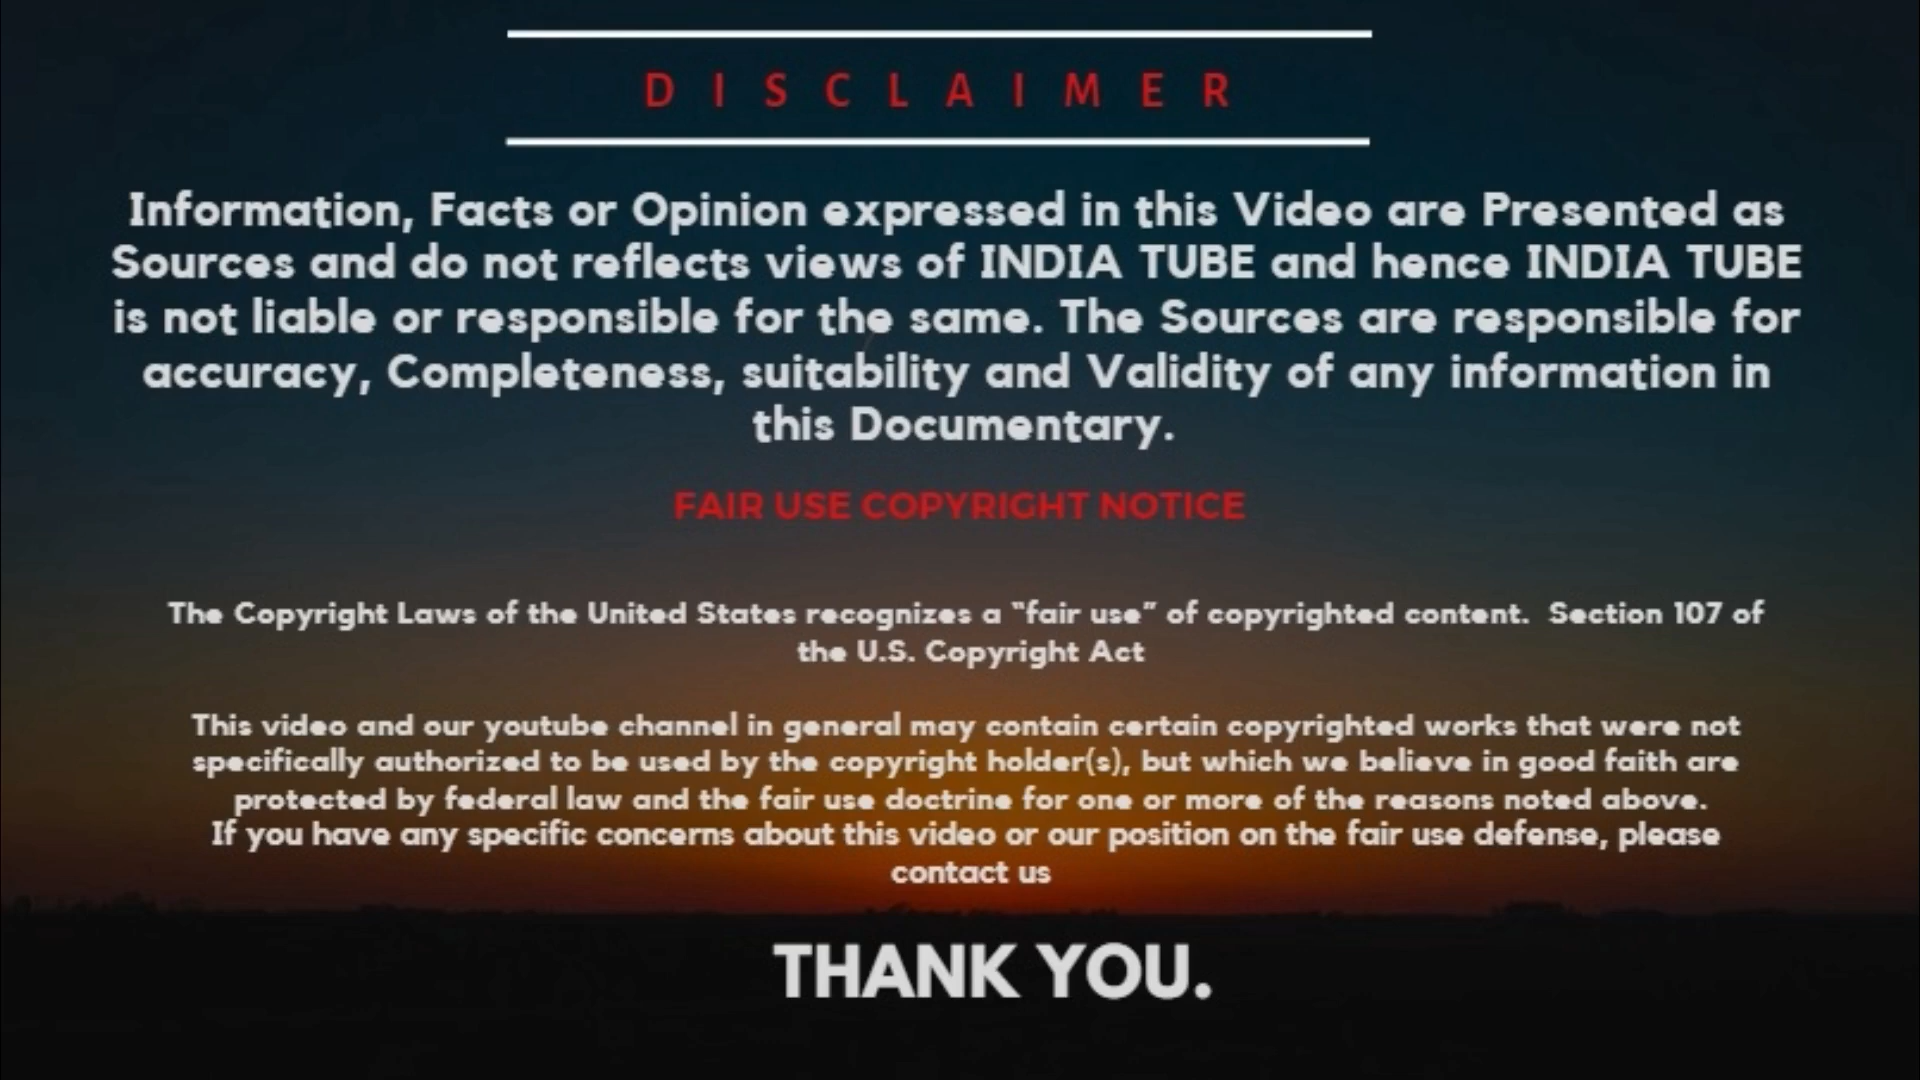 DISCLAIMER
Information, Facts or Opinion expressed in this Video are Presented as
Sources and do not reflects views of INDIA TUBE and hence INDIA TUBE
is not liable or responsible for the same. The Sources are responsible for
accuracy, Completeness, suitability and Validity of any information in
this Documentary.
FAIR USE COPYRIGHT NOTICE
The Copyright Laws of the United States recognizes a “fair use” of copyrighted content. Section 107 of
the U.S. Copyright Act
This video and our youtube channel in general may contain certain copyrighted works that were not
specifically authorized to be used by the copyright holder(s), but which we believe in good faith are
protected by federal law and the fair use doctrine for one or more of the reasons noted above.
If you have any specific concerns about this video or our position on the fair use defense, please
contact us
THANK YOU.